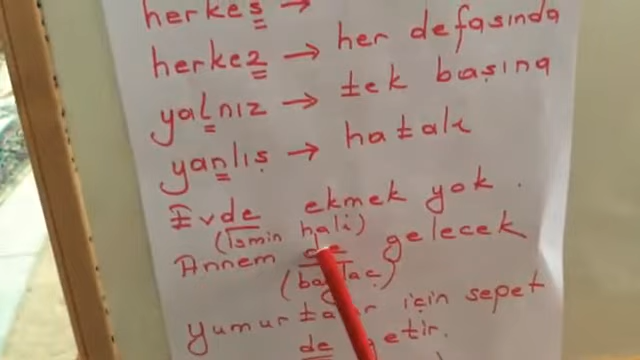 herkes →
herkez → her defasında
yalnız → tek başına
yanlış → hatalı
Evde ekmek yok.
(İsmin hali)
Annem de gelecek
(bağlaç)
için sepet
de getir.